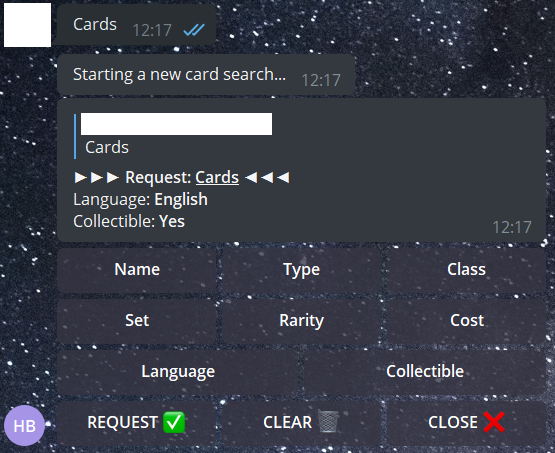 Cards 12:17
Starting a new card search... 12:17
Cards
►►► Request: Cards ◄◄◄
Language: English
Collectible: Yes
12:17
Name Type Class
Set Rarity Cost
Language Collectible
HB REQUEST ✅ CLEAR 🗑 CLOSE ❌